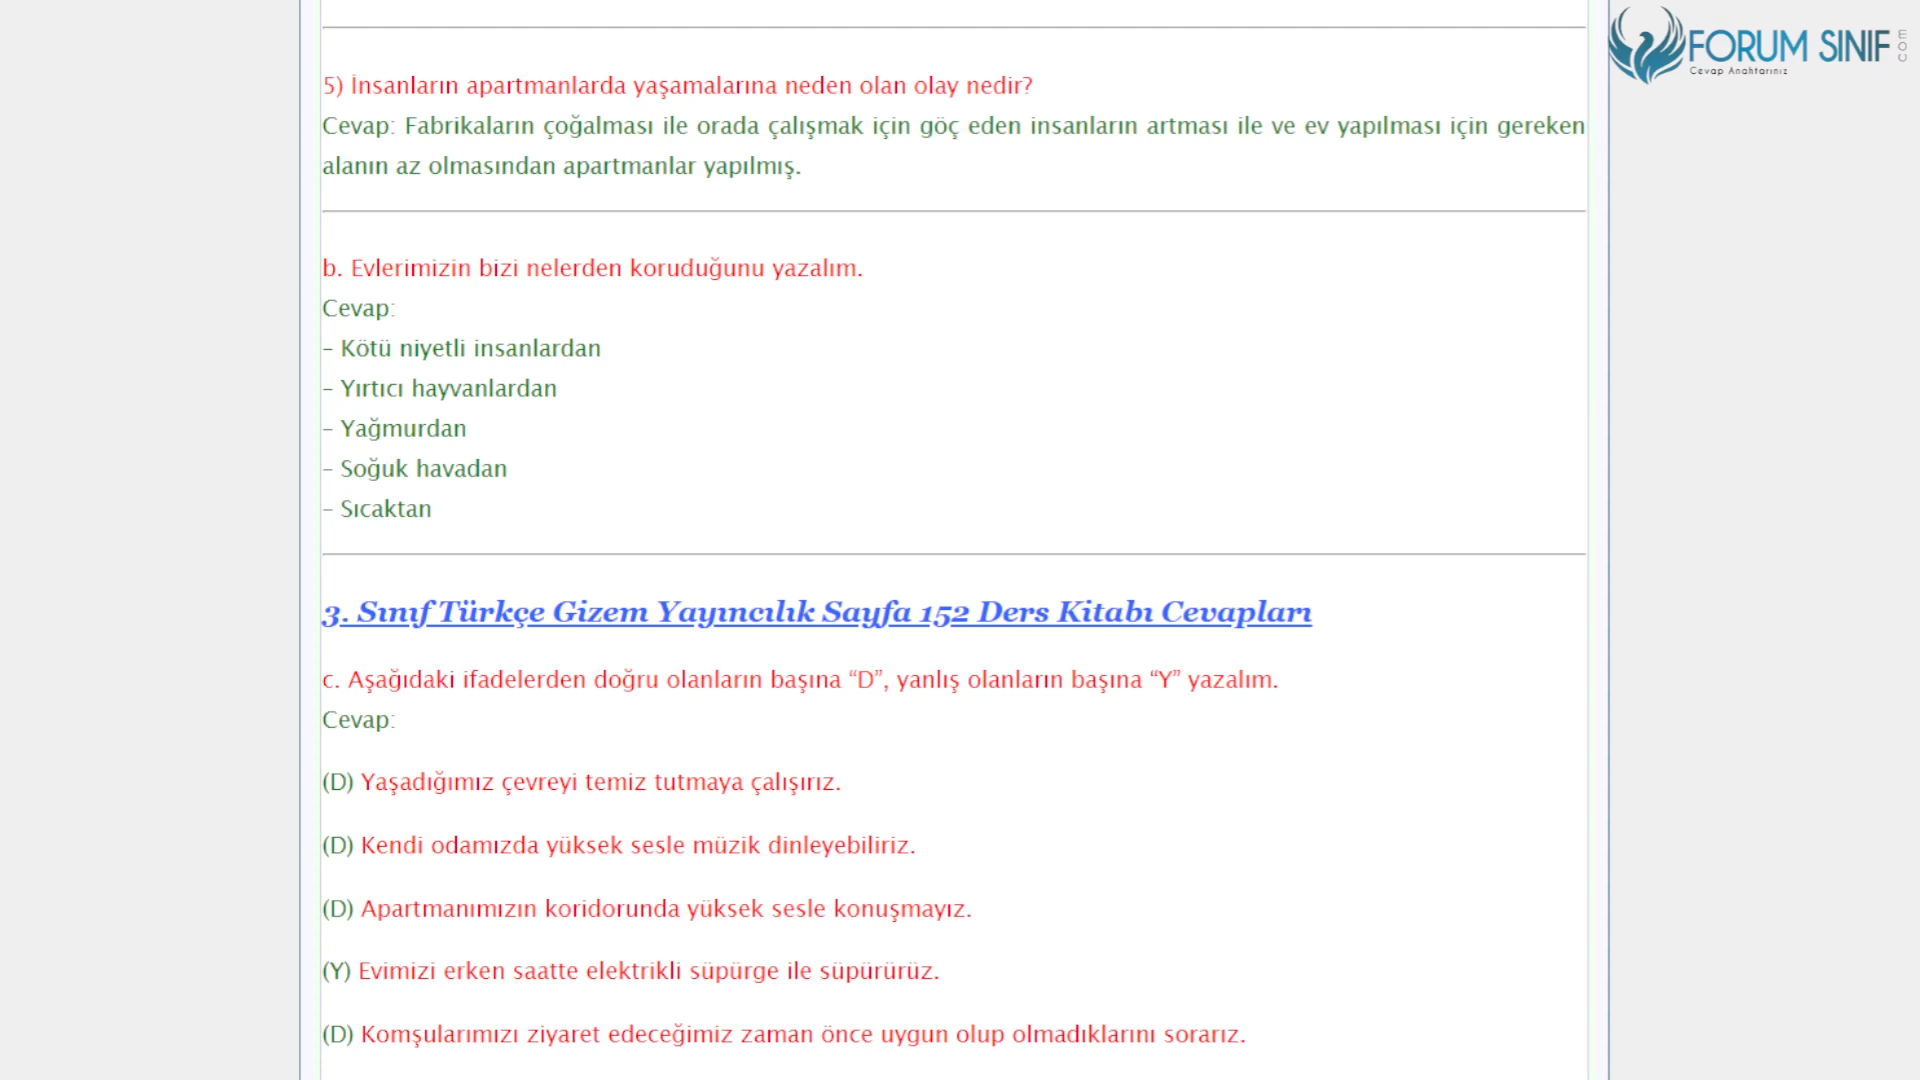 FORUM SINIF
.COM
Cevap Anahtarınız
5) İnsanların apartmanlarda yaşamalarına neden olan olay nedir?
Cevap: Fabrikaların çoğalması ile orada çalışmak için göç eden insanların artması ile ve ev yapılması için gereken
alanın az olmasından apartmanlar yapılmış.
b. Evlerimizin bizi nelerden koruduğunu yazalım.
Cevap:
– Kötü niyetli insanlardan
– Yırtıcı hayvanlardan
– Yağmurdan
– Soğuk havadan
– Sıcaktan
3. Sınıf Türkçe Gizem Yayıncılık Sayfa 152 Ders Kitabı Cevapları
c. Aşağıdaki ifadelerden doğru olanların başına “D”, yanlış olanların başına “Y” yazalım.
Cevap:
(D) Yaşadığımız çevreyi temiz tutmaya çalışırız.
(D) Kendi odamızda yüksek sesle müzik dinleyebiliriz.
(D) Apartmanımızın koridorunda yüksek sesle konuşmayız.
(Y) Evimizi erken saatte elektrikli süpürge ile süpürürüz.
(D) Komşularımızı ziyaret edeceğimiz zaman önce uygun olup olmadıklarını sorarız.